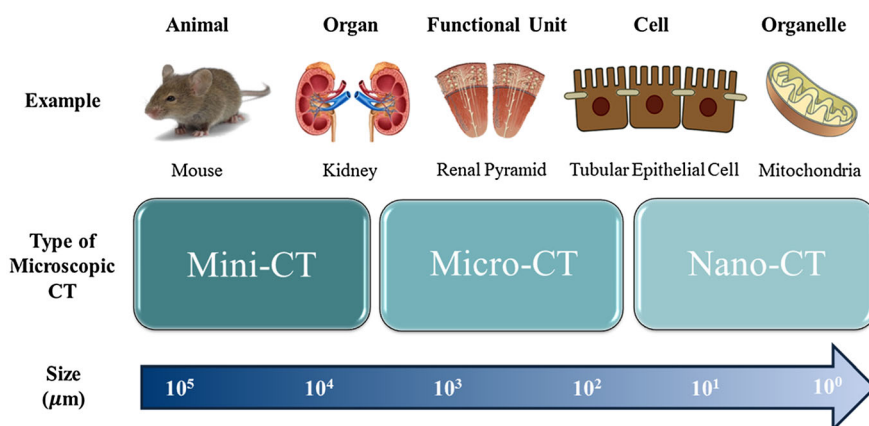 Animal Organ Functional Unit Cell Organelle
Example
Mouse Kidney Renal Pyramid Tubular Epithelial Cell Mitochondria
Type of
Microscopic
CT
Mini-CT Micro-CT Nano-CT
Size
(μm)
10⁵ 10⁴ 10³ 10² 10¹ 10⁰